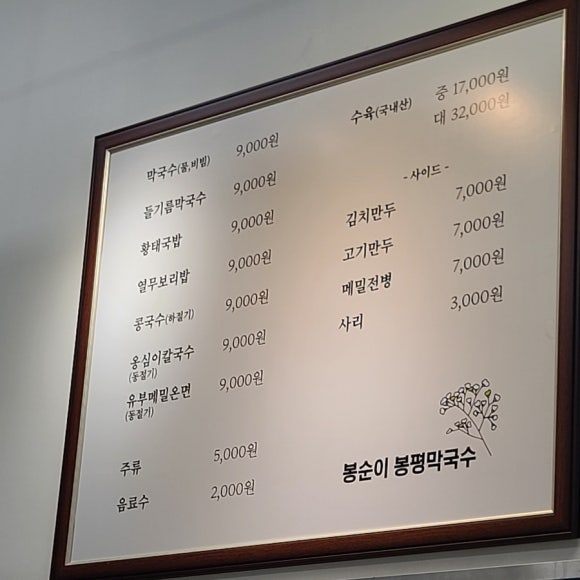 막국수(물,비빔) 9,000원
들기름막국수 9,000원
황태국밥 9,000원
열무보리밥 9,000원
콩국수(하절기) 9,000원
옹심이칼국수 9,000원
(동절기)
유부메밀온면 9,000원
(동절기)
주류 5,000원
음료수 2,000원
수육(국내산) 중 17,000원
대 32,000원
- 사이드 -
김치만두 7,000원
고기만두 7,000원
메밀전병 7,000원
사리 3,000원
봉순이 봉평막국수